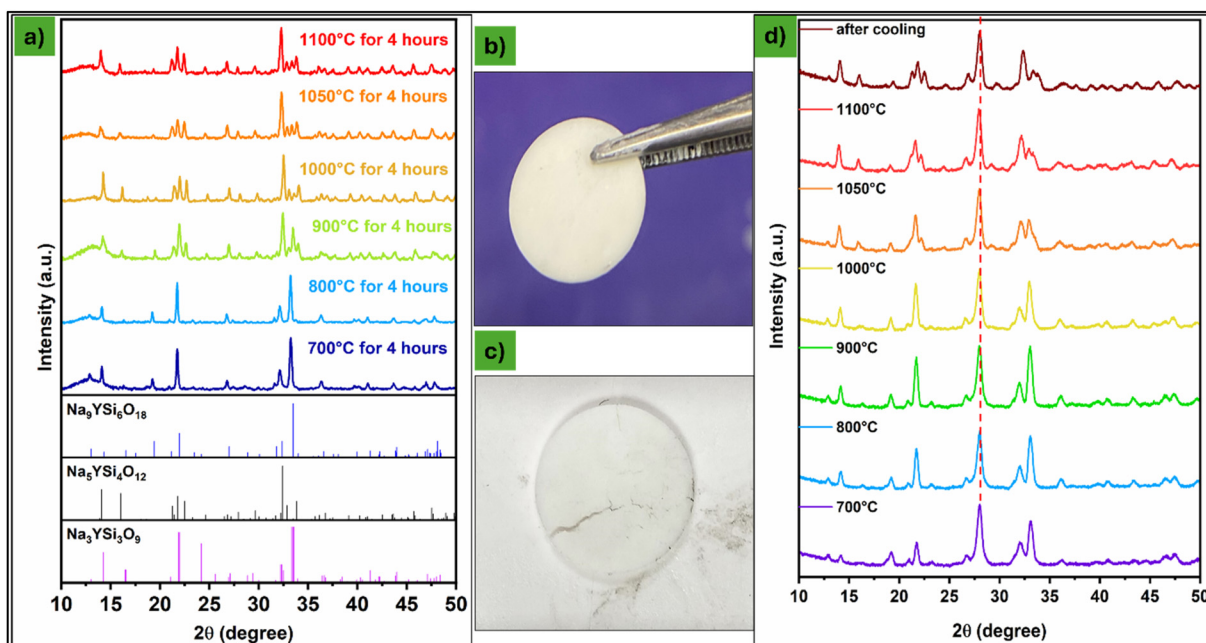 a)
1100°C for 4 hours
1050°C for 4 hours
1000°C for 4 hours
900°C for 4 hours
800°C for 4 hours
700°C for 4 hours
Na₉YSi₆O₁₈
Na₅YSi₄O₁₂
Na₃YSi₃O₉
10 15 20 25 30 35 40 45 50
2θ (degree)
Intensity (a.u.)
b)
c)
d)
after cooling
1100°C
1050°C
1000°C
900°C
800°C
700°C
10 15 20 25 30 35 40 45 50
2θ (degree)
Intensity (a.u.)